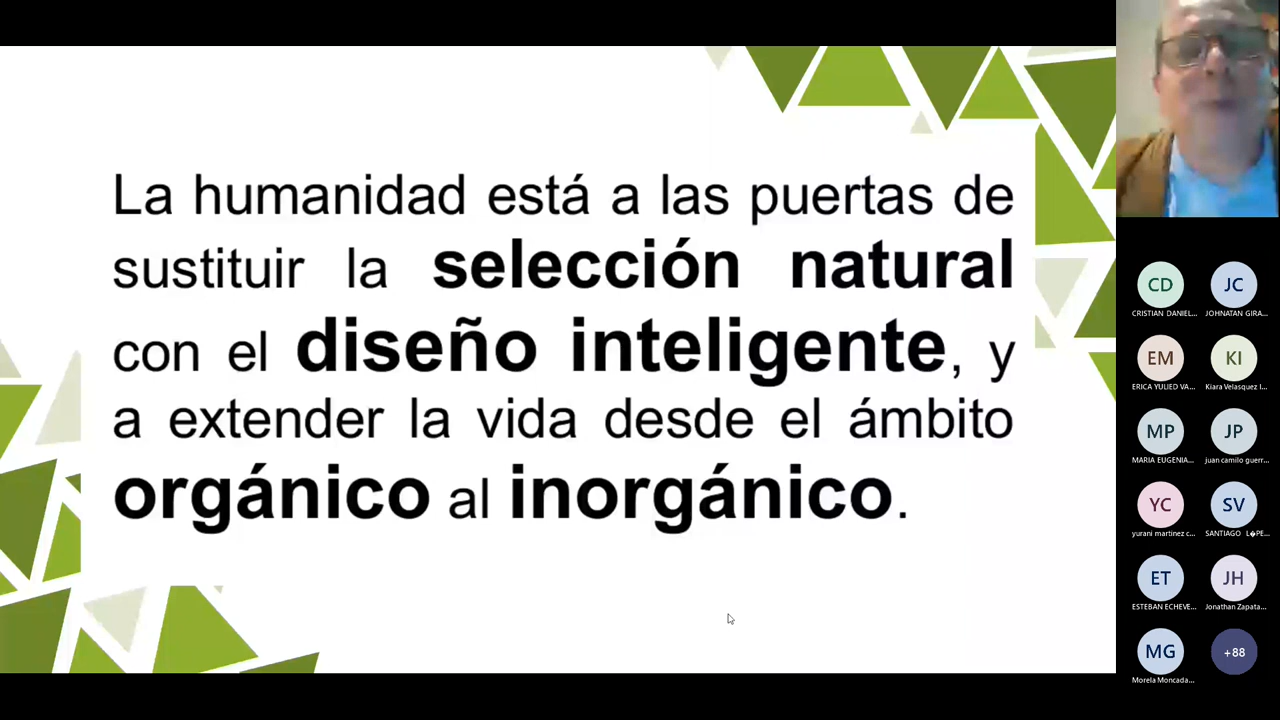 La humanidad está a las puertas de
sustituir la selección natural
con el diseño inteligente, y
a extender la vida desde el ámbito
orgánico al inorgánico.
CD JC
CRISTIAN DANIEL... JOHNATAN GIRA...
EM KI
ERICA YULIED VA... Kiara Velasquez I...
MP JP
MARIA EUGENIA... juan camilo guerr...
YC SV
yurani martinez c... SANTIAGO L�PE...
ET JH
ESTEBAN ECHEVE... Jonathan Zapata...
MG +88
Morela Moncada...